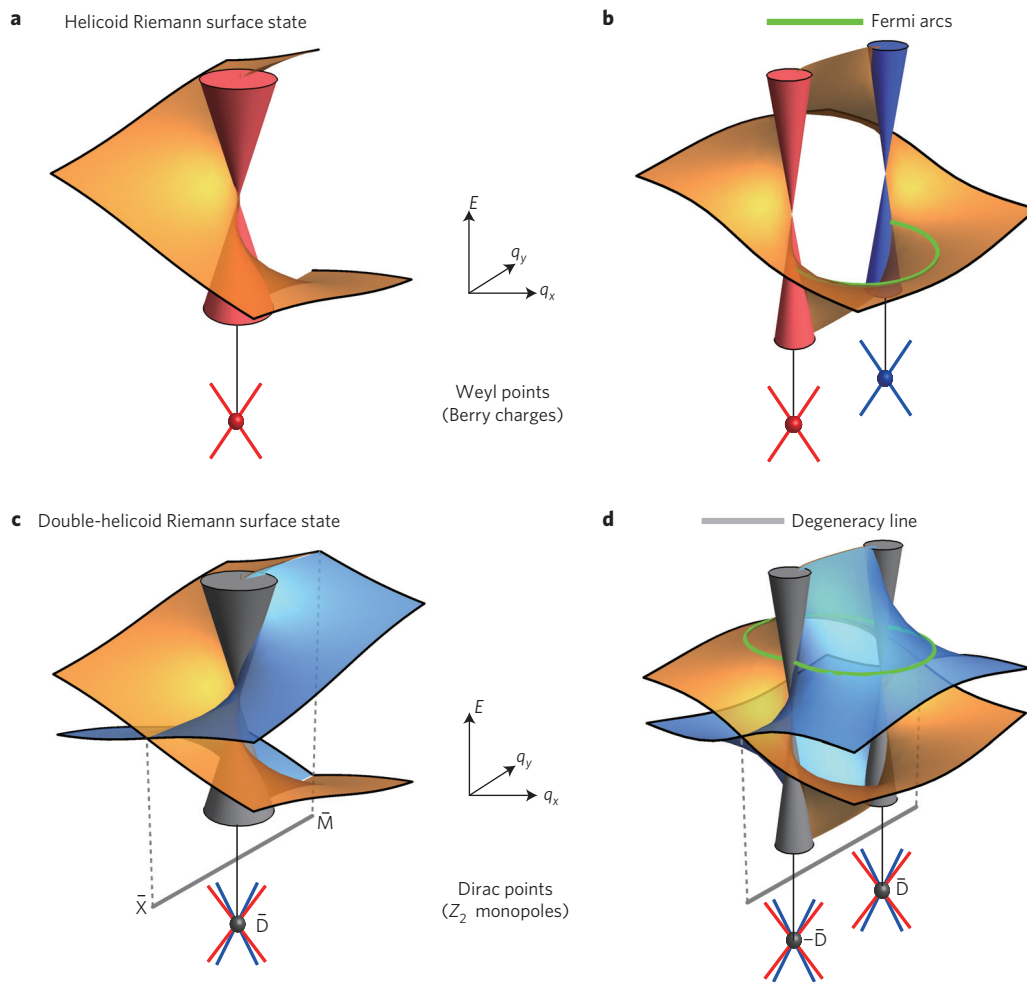 a Helicoid Riemann surface state
b Fermi arcs
E
q_y
q_x
Weyl points
(Berry charges)
c Double-helicoid Riemann surface state
d Degeneracy line
E
q_y
q_x
M̄
X̄
D̄
Dirac points
(Z₂ monopoles)
D̄
−D̄